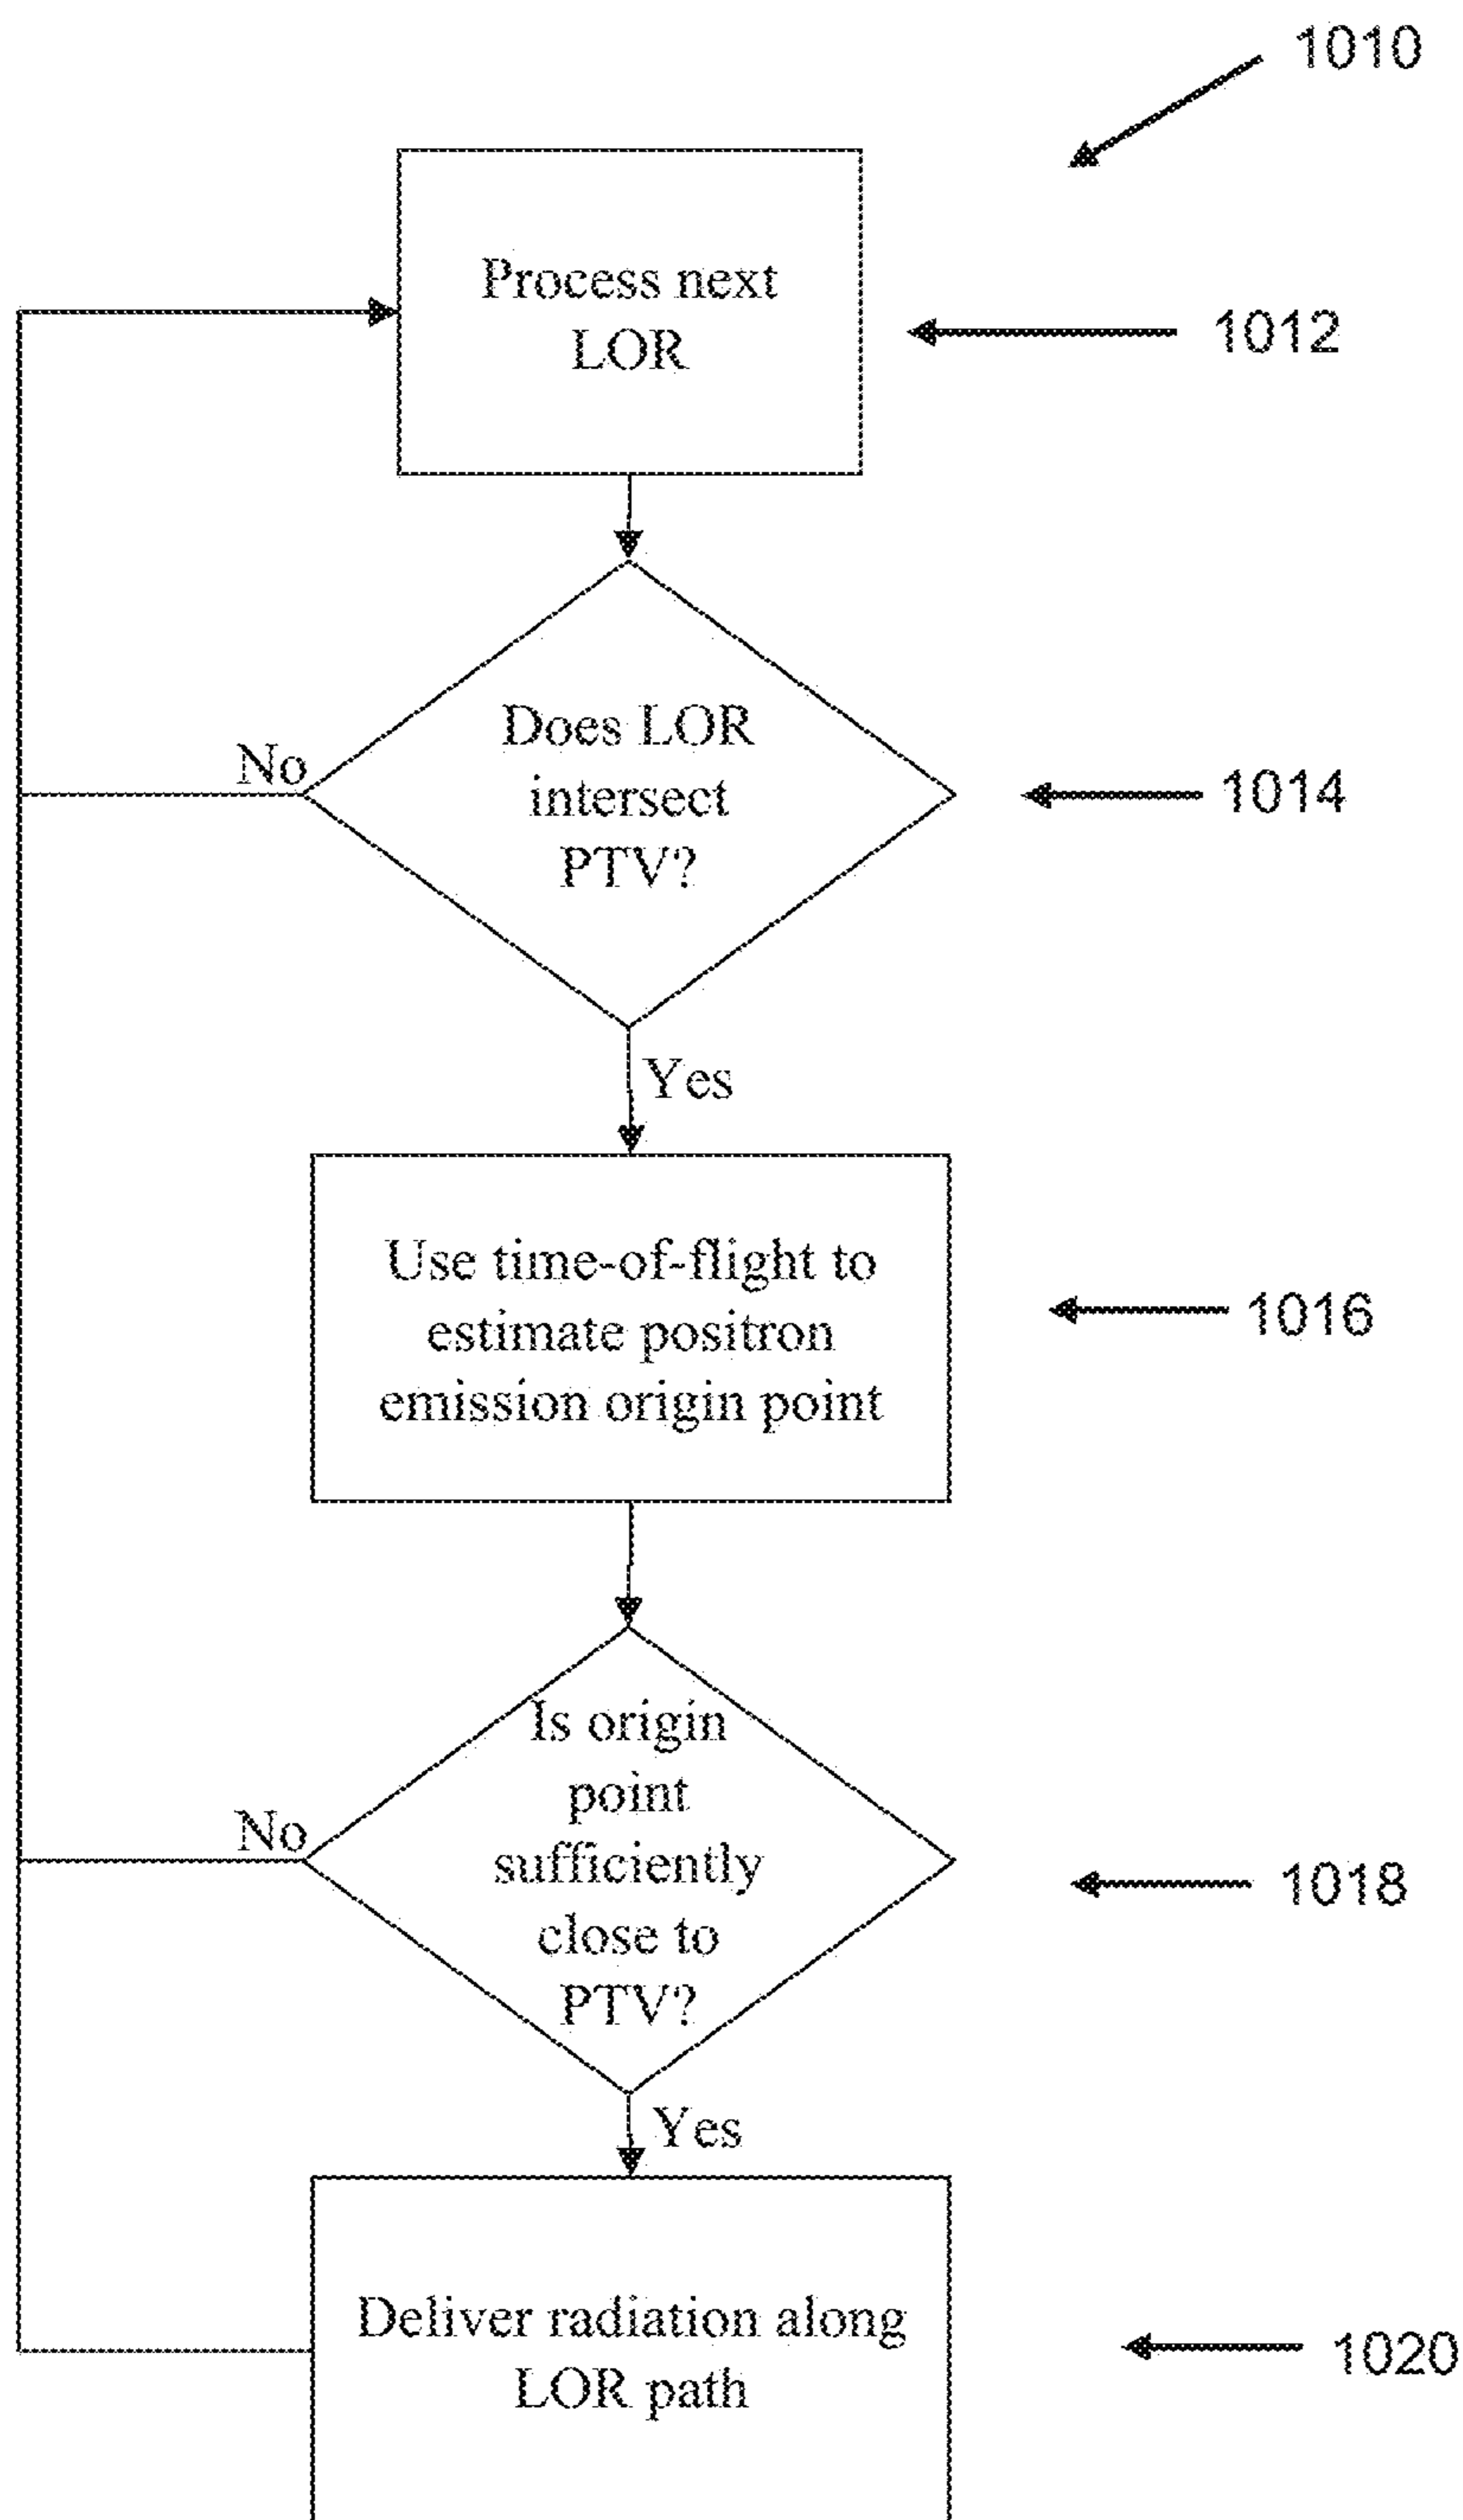 1010
Process next
LOR
1012
Does LOR
intersect
PTV?
No
1014
Yes
Use time-of-flight to
estimate positron
emission origin point
1016
Is origin
point
sufficiently
close to
PTV?
No
1018
Yes
Deliver radiation along
LOR path
1020